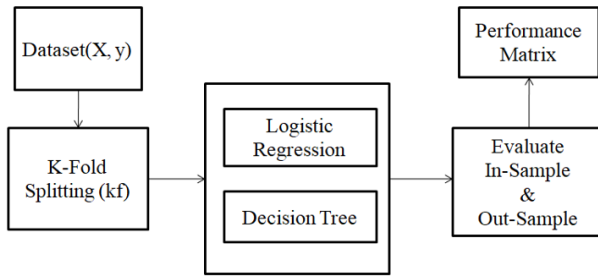 Dataset(X, y)
K-Fold
Splitting (kf)
Logistic
Regression
Decision Tree
Evaluate
In-Sample
&
Out-Sample
Performance
Matrix